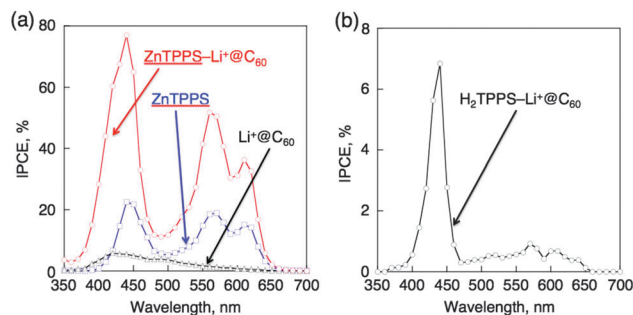 (a)
80
60
40
20
0
IPCE, %
ZnTPPS–Li⁺@C₆₀
ZnTPPS
Li⁺@C₆₀
350 400 450 500 550 600 650 700
Wavelength, nm
(b)
8
6
4
2
0
IPCE, %
H₂TPPS–Li⁺@C₆₀
350 400 450 500 550 600 650 700
Wavelength, nm